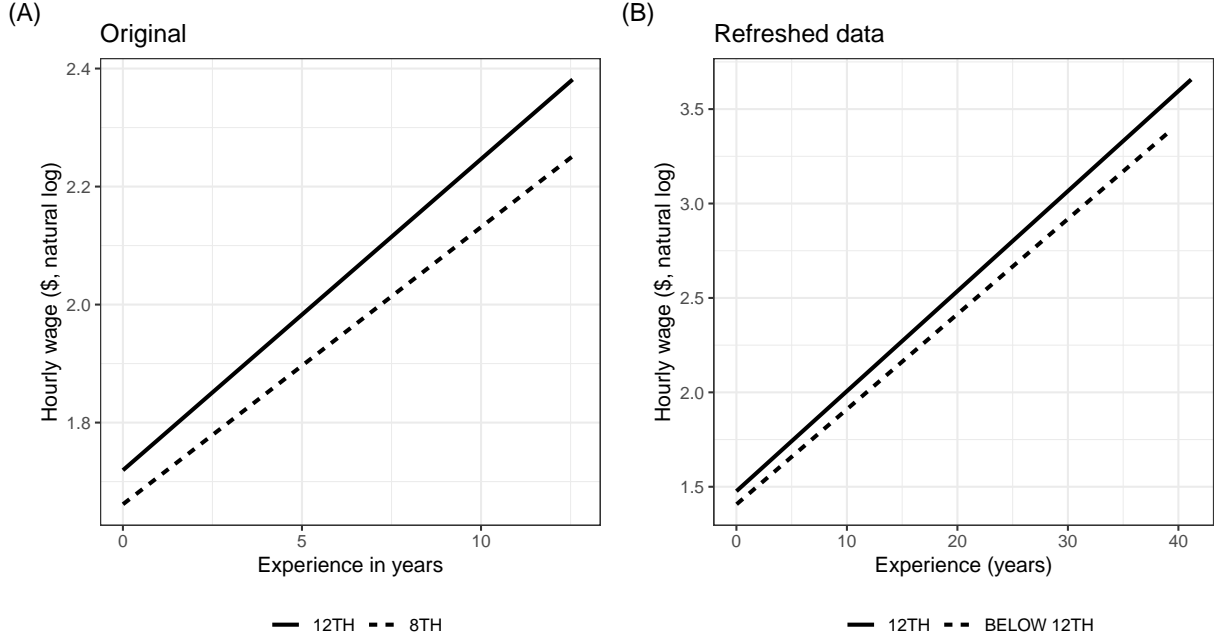 (A)
Original
Hourly wage ($, natural log)
2.4
2.2
2.0
1.8
0 5 10
Experience in years
12TH 8TH
(B)
Refreshed data
Hourly wage ($, natural log)
3.5
3.0
2.5
2.0
1.5
0 10 20 30 40
Experience (years)
12TH BELOW 12TH